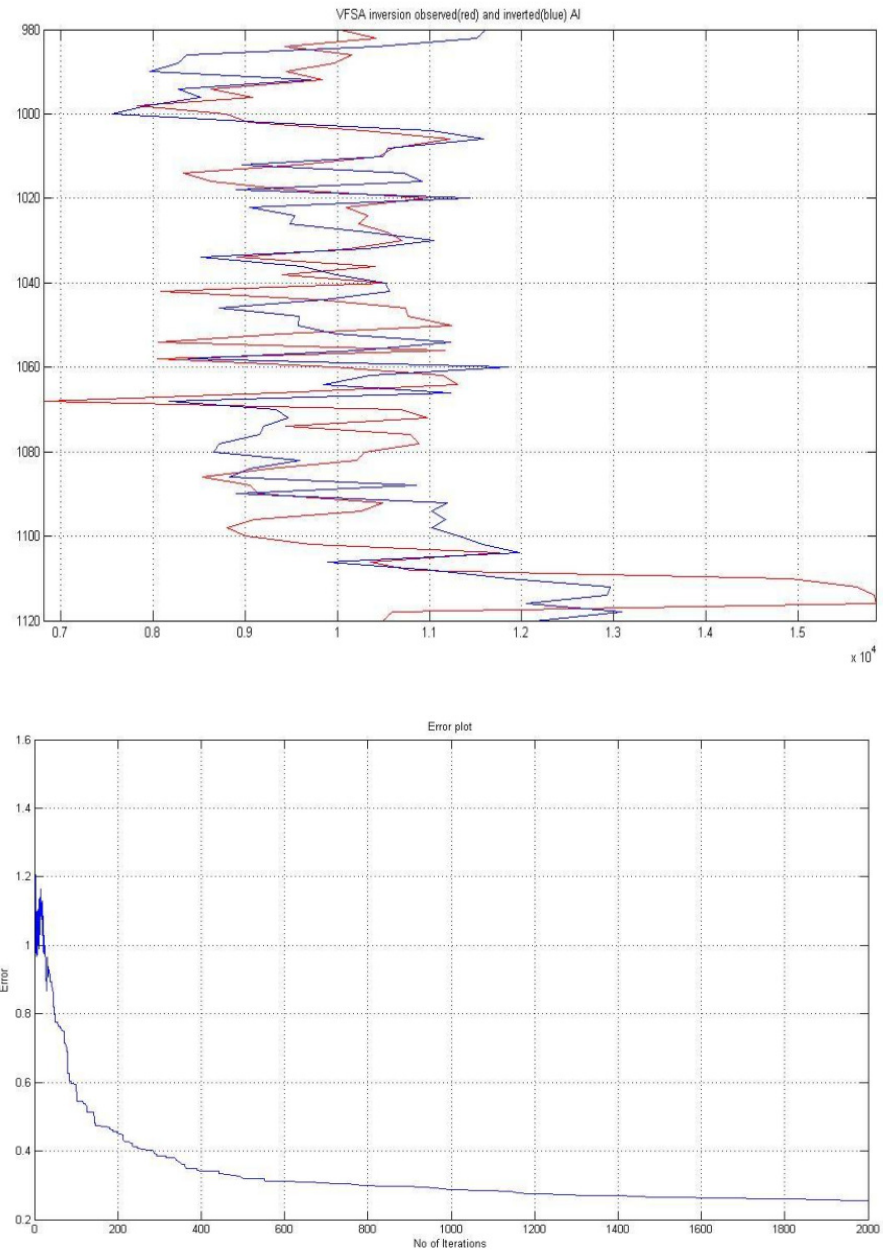 VFSA inversion observed(red) and inverted(blue) AI
980
1000
1020
1040
1060
1080
1100
1120
0.7 0.8 0.9 1 1.1 1.2 1.3 1.4 1.5
x 10^4
Error plot
1.6
1.4
1.2
1
0.8
0.6
0.4
0.2
Error
0 200 400 600 800 1000 1200 1400 1600 1800 2000
No of Iterations